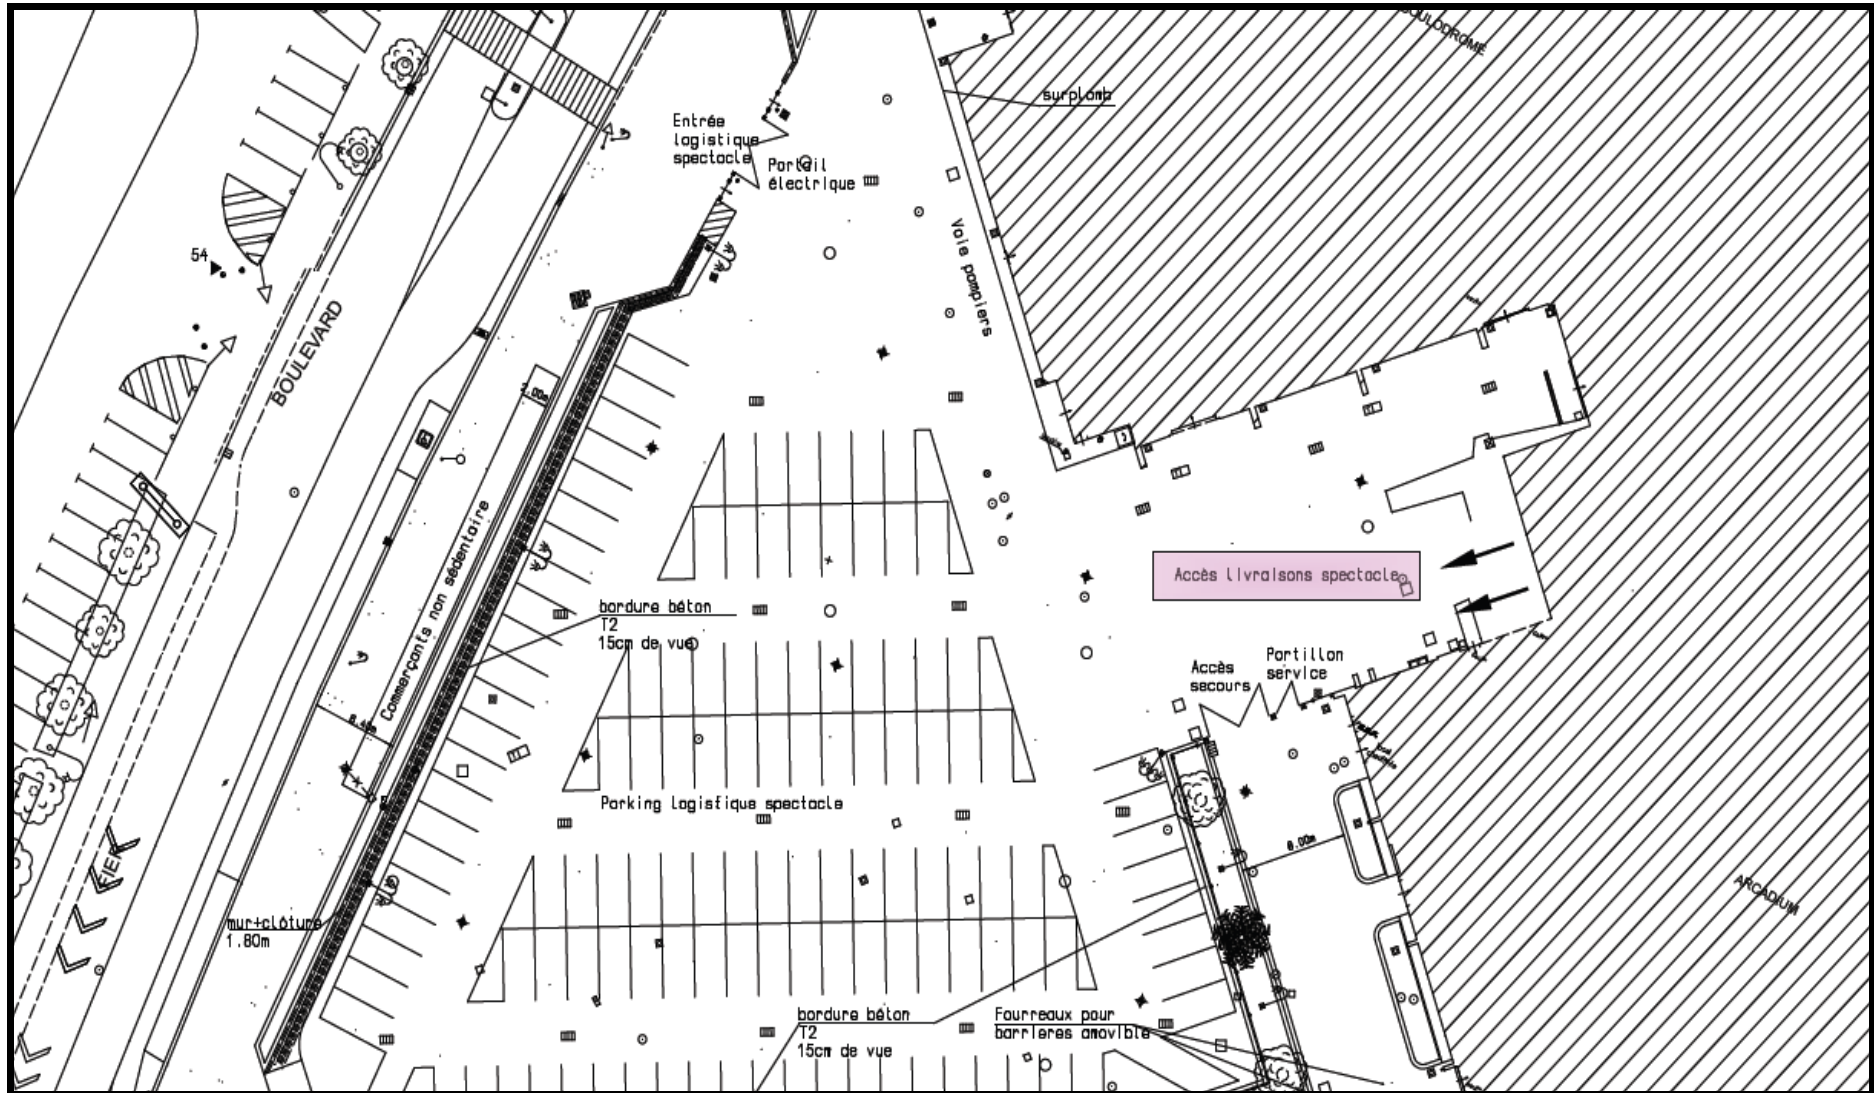 BOULODROME
surplomb
Entrée
logistique
spectacle
Portail
électrique
Voie pompiers
54
BOULEVARD
2.00m
Commerçants non sédentaire
bordure béton
T2
15cm de vue
Accès livraisons spectacle
Accès
secours
Portillon
service
6.40m
Parking logistique spectacle
6.00m
FIER
ARCADIUM
mur+clôture
1.80m
bordure béton
T2
15cm de vue
Fourreaux pour
barrieres amovible